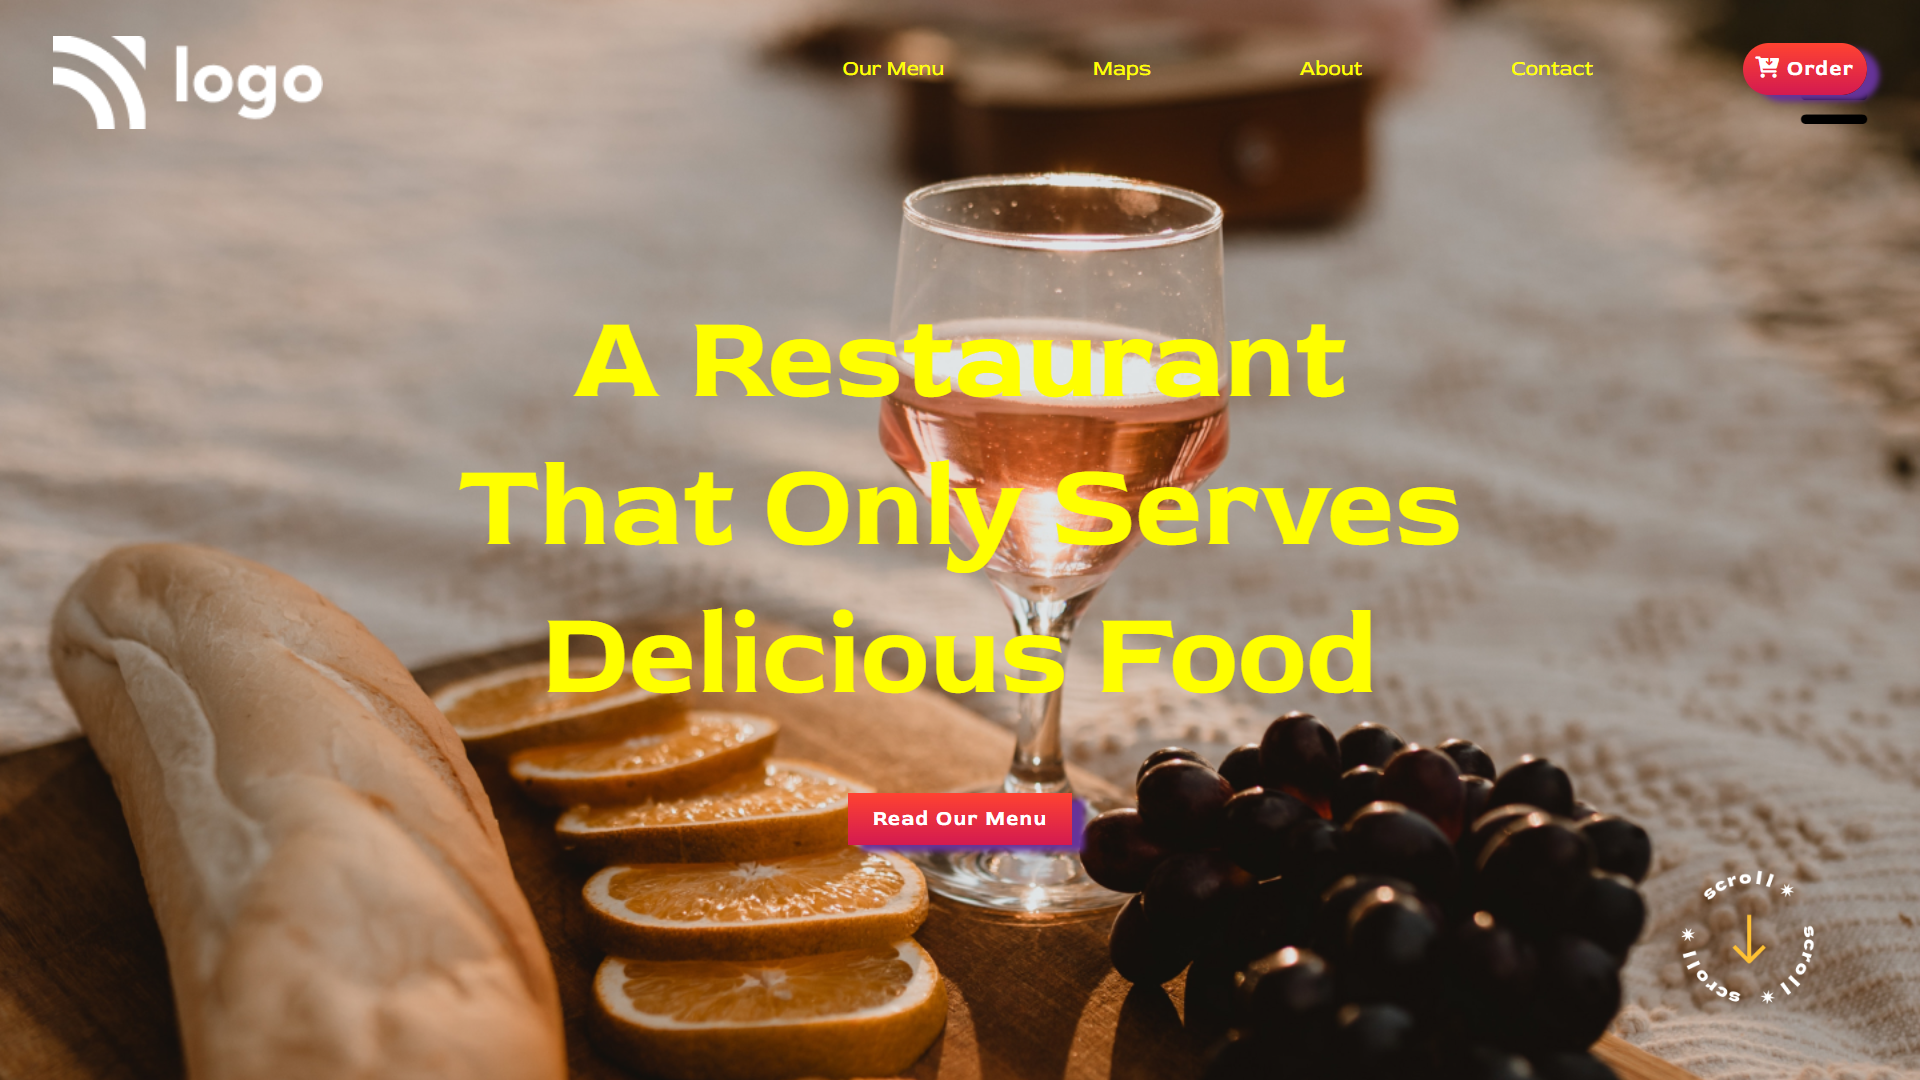 logo
Our Menu
Maps
About
Contact
Order
A Restaurant
That Only Serves
Delicious Food
Read Our Menu
scroll
scroll
scroll